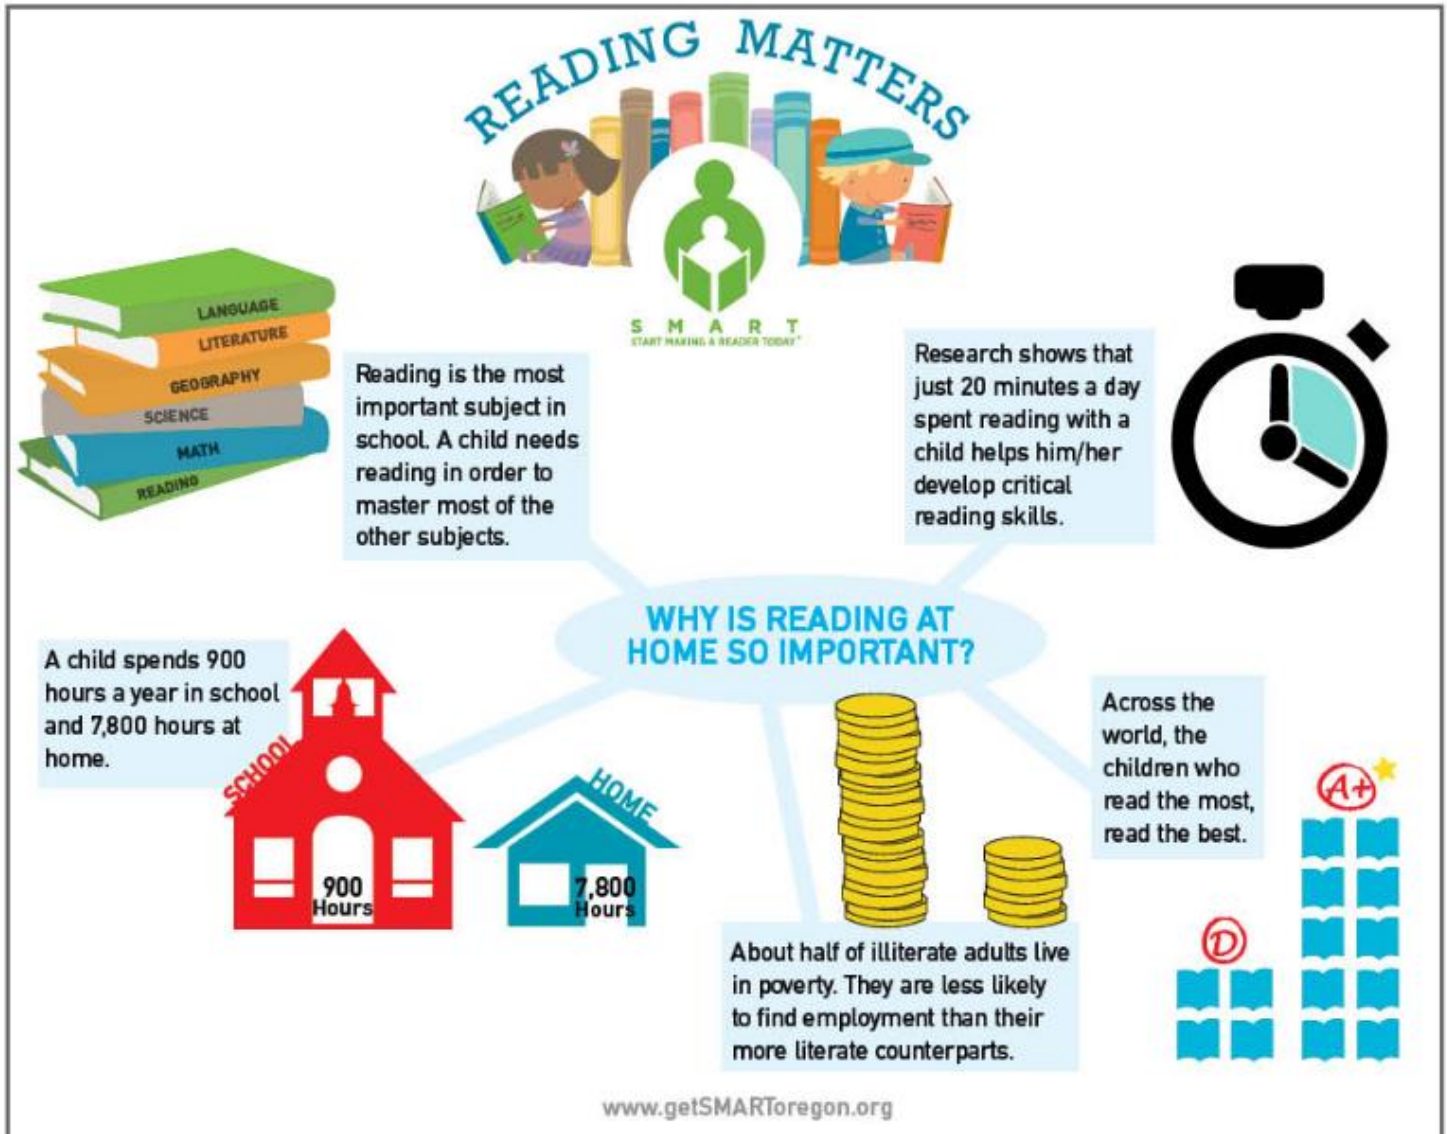 READING MATTERS
SMART
START MAKING A READER TODAY
LANGUAGE
LITERATURE
GEOGRAPHY
SCIENCE
MATH
READING
Reading is the most
important subject in
school. A child needs
reading in order to
master most of the
other subjects.
Research shows that
just 20 minutes a day
spent reading with a
child helps him/her
develop critical
reading skills.
WHY IS READING AT
HOME SO IMPORTANT?
A child spends 900
hours a year in school
and 7,800 hours at
home.
SCHOOL
900
Hours
HOME
7,800
Hours
About half of illiterate adults live
in poverty. They are less likely
to find employment than their
more literate counterparts.
Across the
world, the
children who
read the most,
read the best.
D
A+
www.getSMARToregon.org